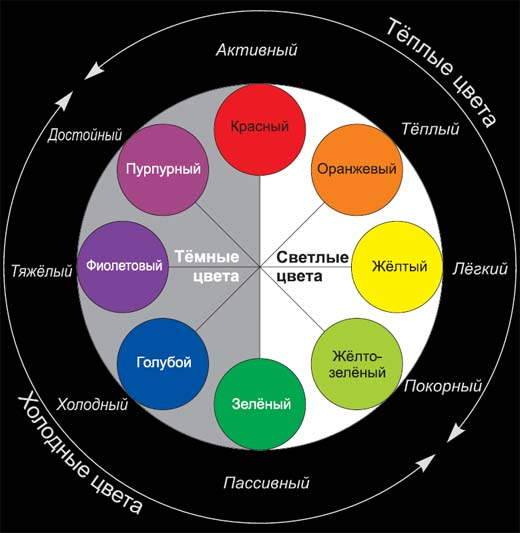 Активный
Тёплые цвета
Достойный
Красный
Тёплый
Пурпурный
Оранжевый
Тяжёлый
Фиолетовый
Тёмные
цвета
Светлые
цвета
Жёлтый
Лёгкий
Голубой
Жёлто-
зелёный
Покорный
Холодный
Зелёный
Холодные цвета
Пассивный